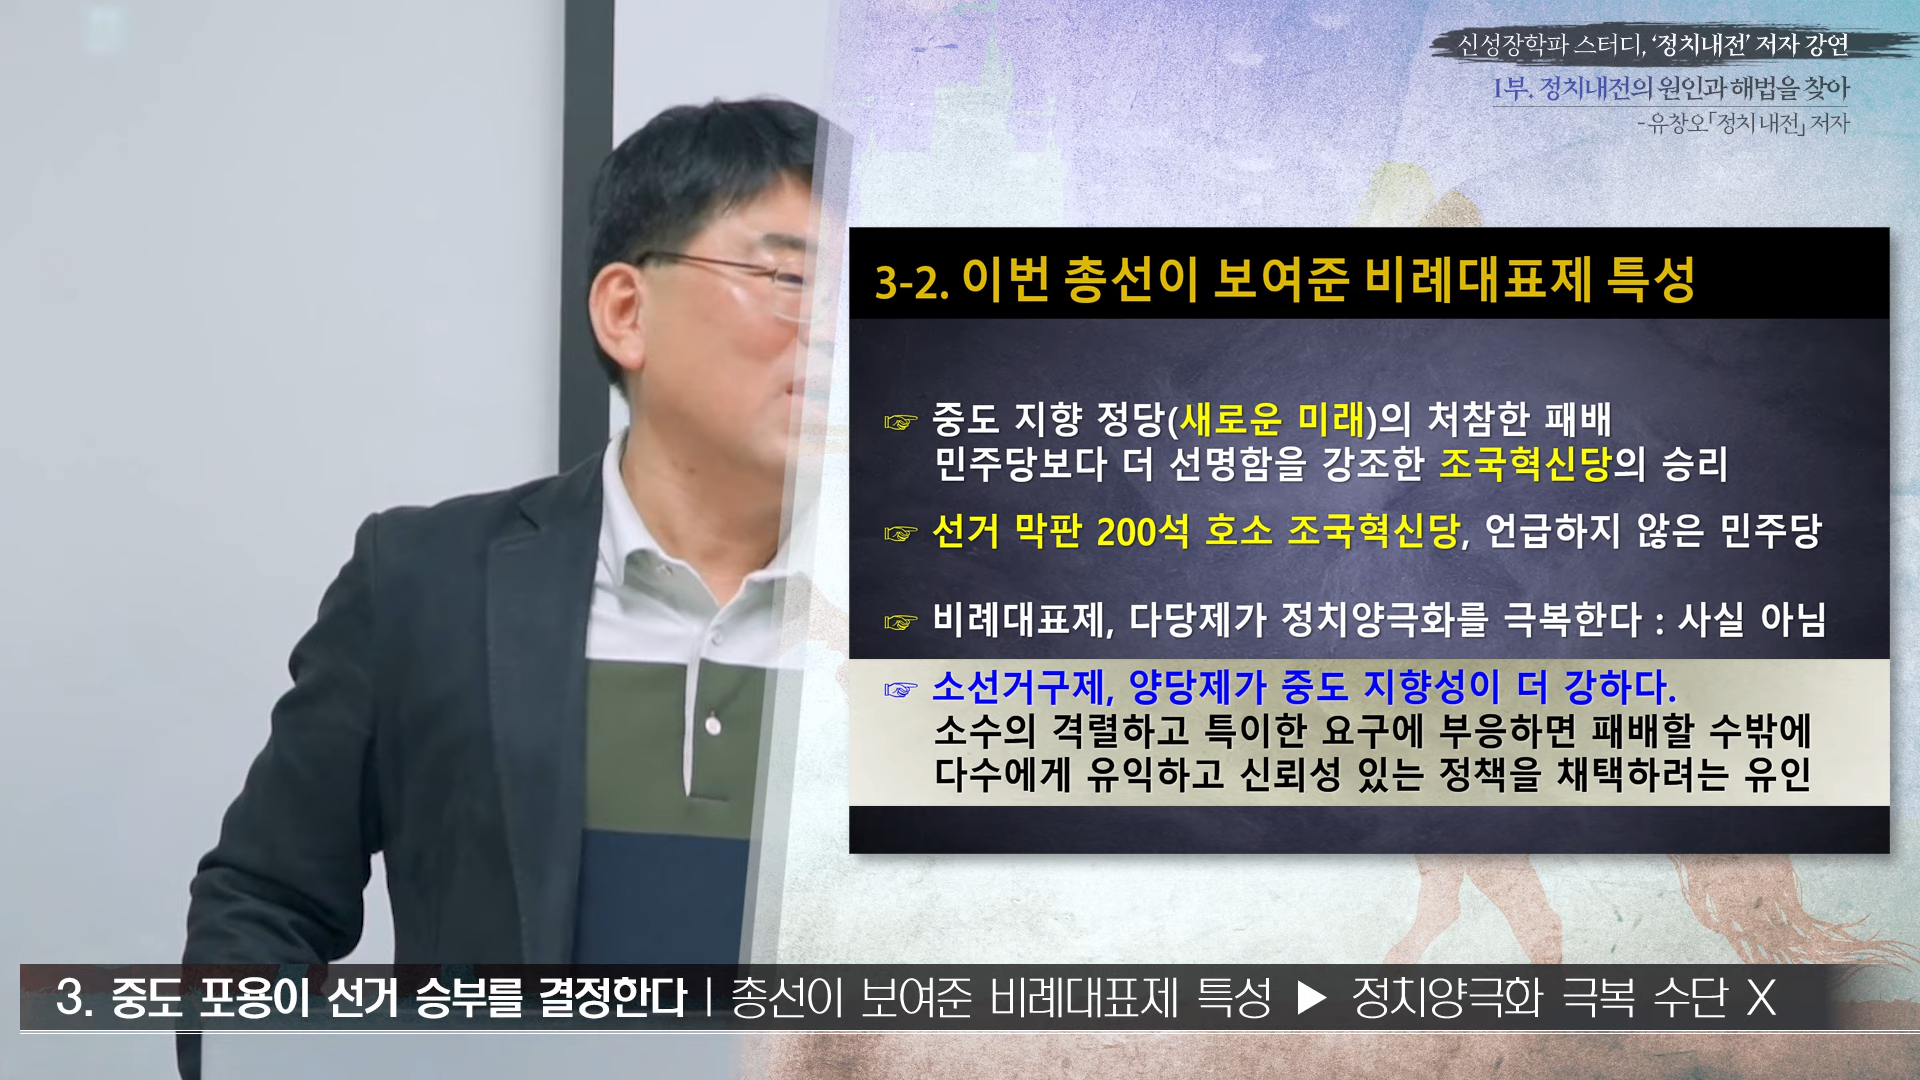 신성장학파 스터디, ‘정치내전’ 저자 강연
1부. 정치내전의 원인과 해법을 찾아
-유창오「정치 내전」 저자
3-2. 이번 총선이 보여준 비례대표제 특성
☞ 중도 지향 정당(새로운 미래)의 처참한 패배
민주당보다 더 선명함을 강조한 조국혁신당의 승리
☞ 선거 막판 200석 호소 조국혁신당, 언급하지 않은 민주당
☞ 비례대표제, 다당제가 정치양극화를 극복한다 : 사실 아님
☞ 소선거구제, 양당제가 중도 지향성이 더 강하다.
소수의 격렬하고 특이한 요구에 부응하면 패배할 수밖에
다수에게 유익하고 신뢰성 있는 정책을 채택하려는 유인
3. 중도 포용이 선거 승부를 결정한다 | 총선이 보여준 비례대표제 특성 ▶ 정치양극화 극복 수단 X